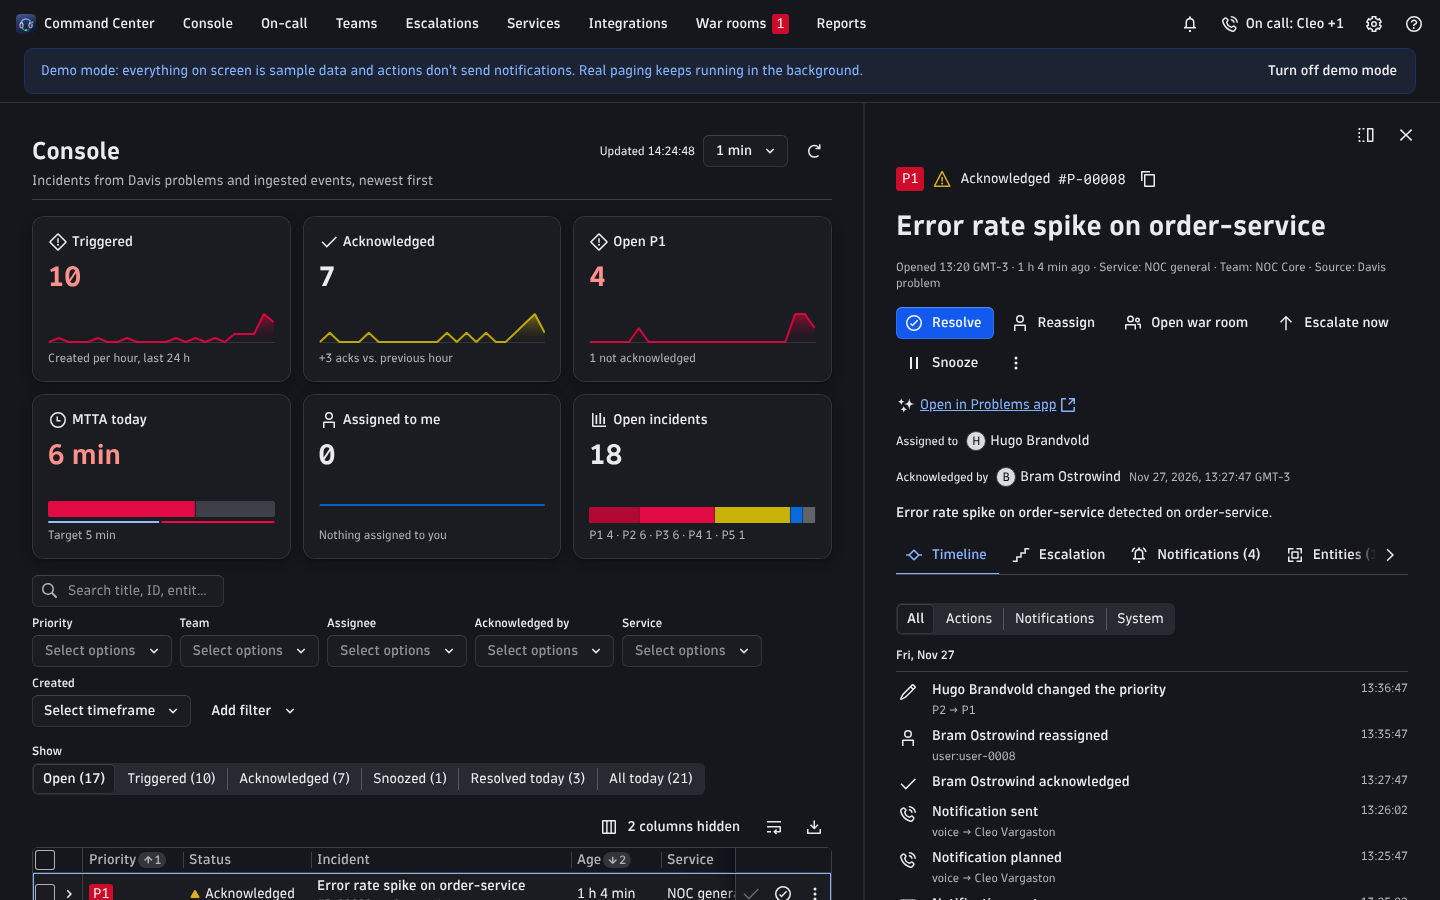 Command Center Console On-call Teams Escalations Services Integrations War rooms 1 Reports On call: Cleo +1
Demo mode: everything on screen is sample data and actions don't send notifications. Real paging keeps running in the background. Turn off demo mode
Console
Updated 14:24:48 1 min
Incidents from Davis problems and ingested events, newest first
Triggered
10
Created per hour, last 24 h
Acknowledged
7
+3 acks vs. previous hour
Open P1
4
1 not acknowledged
MTTA today
6 min
Target 5 min
Assigned to me
0
Nothing assigned to you
Open incidents
18
P1 4 · P2 6 · P3 6 · P4 1 · P5 1
Search title, ID, entit...
Priority Team Assignee Acknowledged by Service
Select options Select options Select options Select options Select options
Created
Select timeframe Add filter
Show
Open (17) Triggered (10) Acknowledged (7) Snoozed (1) Resolved today (3) All today (21)
2 columns hidden
Priority 1 Status Incident Age 2 Service
P1 Acknowledged Error rate spike on order-service 1 h 4 min NOC gener
P1 Acknowledged #P-00008
Error rate spike on order-service
Opened 13:20 GMT-3 · 1 h 4 min ago · Service: NOC general · Team: NOC Core · Source: Davis
problem
Resolve Reassign Open war room Escalate now
Snooze
Open in Problems app
Assigned to H Hugo Brandvold
Acknowledged by B Bram Ostrowind Nov 27, 2026, 13:27:47 GMT-3
Error rate spike on order-service detected on order-service.
Timeline Escalation Notifications (4) Entities
All Actions Notifications System
Fri, Nov 27
Hugo Brandvold changed the priority 13:36:47
P2 → P1
Bram Ostrowind reassigned 13:35:47
user:user-0008
Bram Ostrowind acknowledged 13:27:47
Notification sent 13:26:02
voice → Cleo Vargaston
Notification planned 13:25:47
voice → Cleo Vargaston